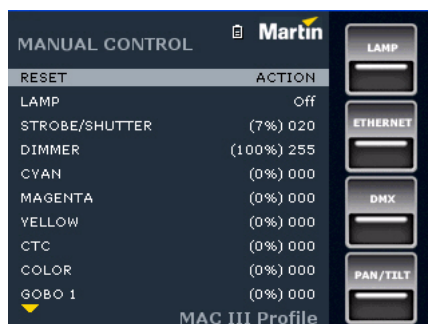 MANUAL CONTROL
Martin
RESET ACTION
LAMP Off
STROBE/SHUTTER (7%) 020
DIMMER (100%) 255
CYAN (0%) 000
MAGENTA (0%) 000
YELLOW (0%) 000
CTC (0%) 000
COLOR (0%) 000
GOBO 1 (0%) 000
MAC III Profile
LAMP
ETHERNET
DMX
PAN/TILT